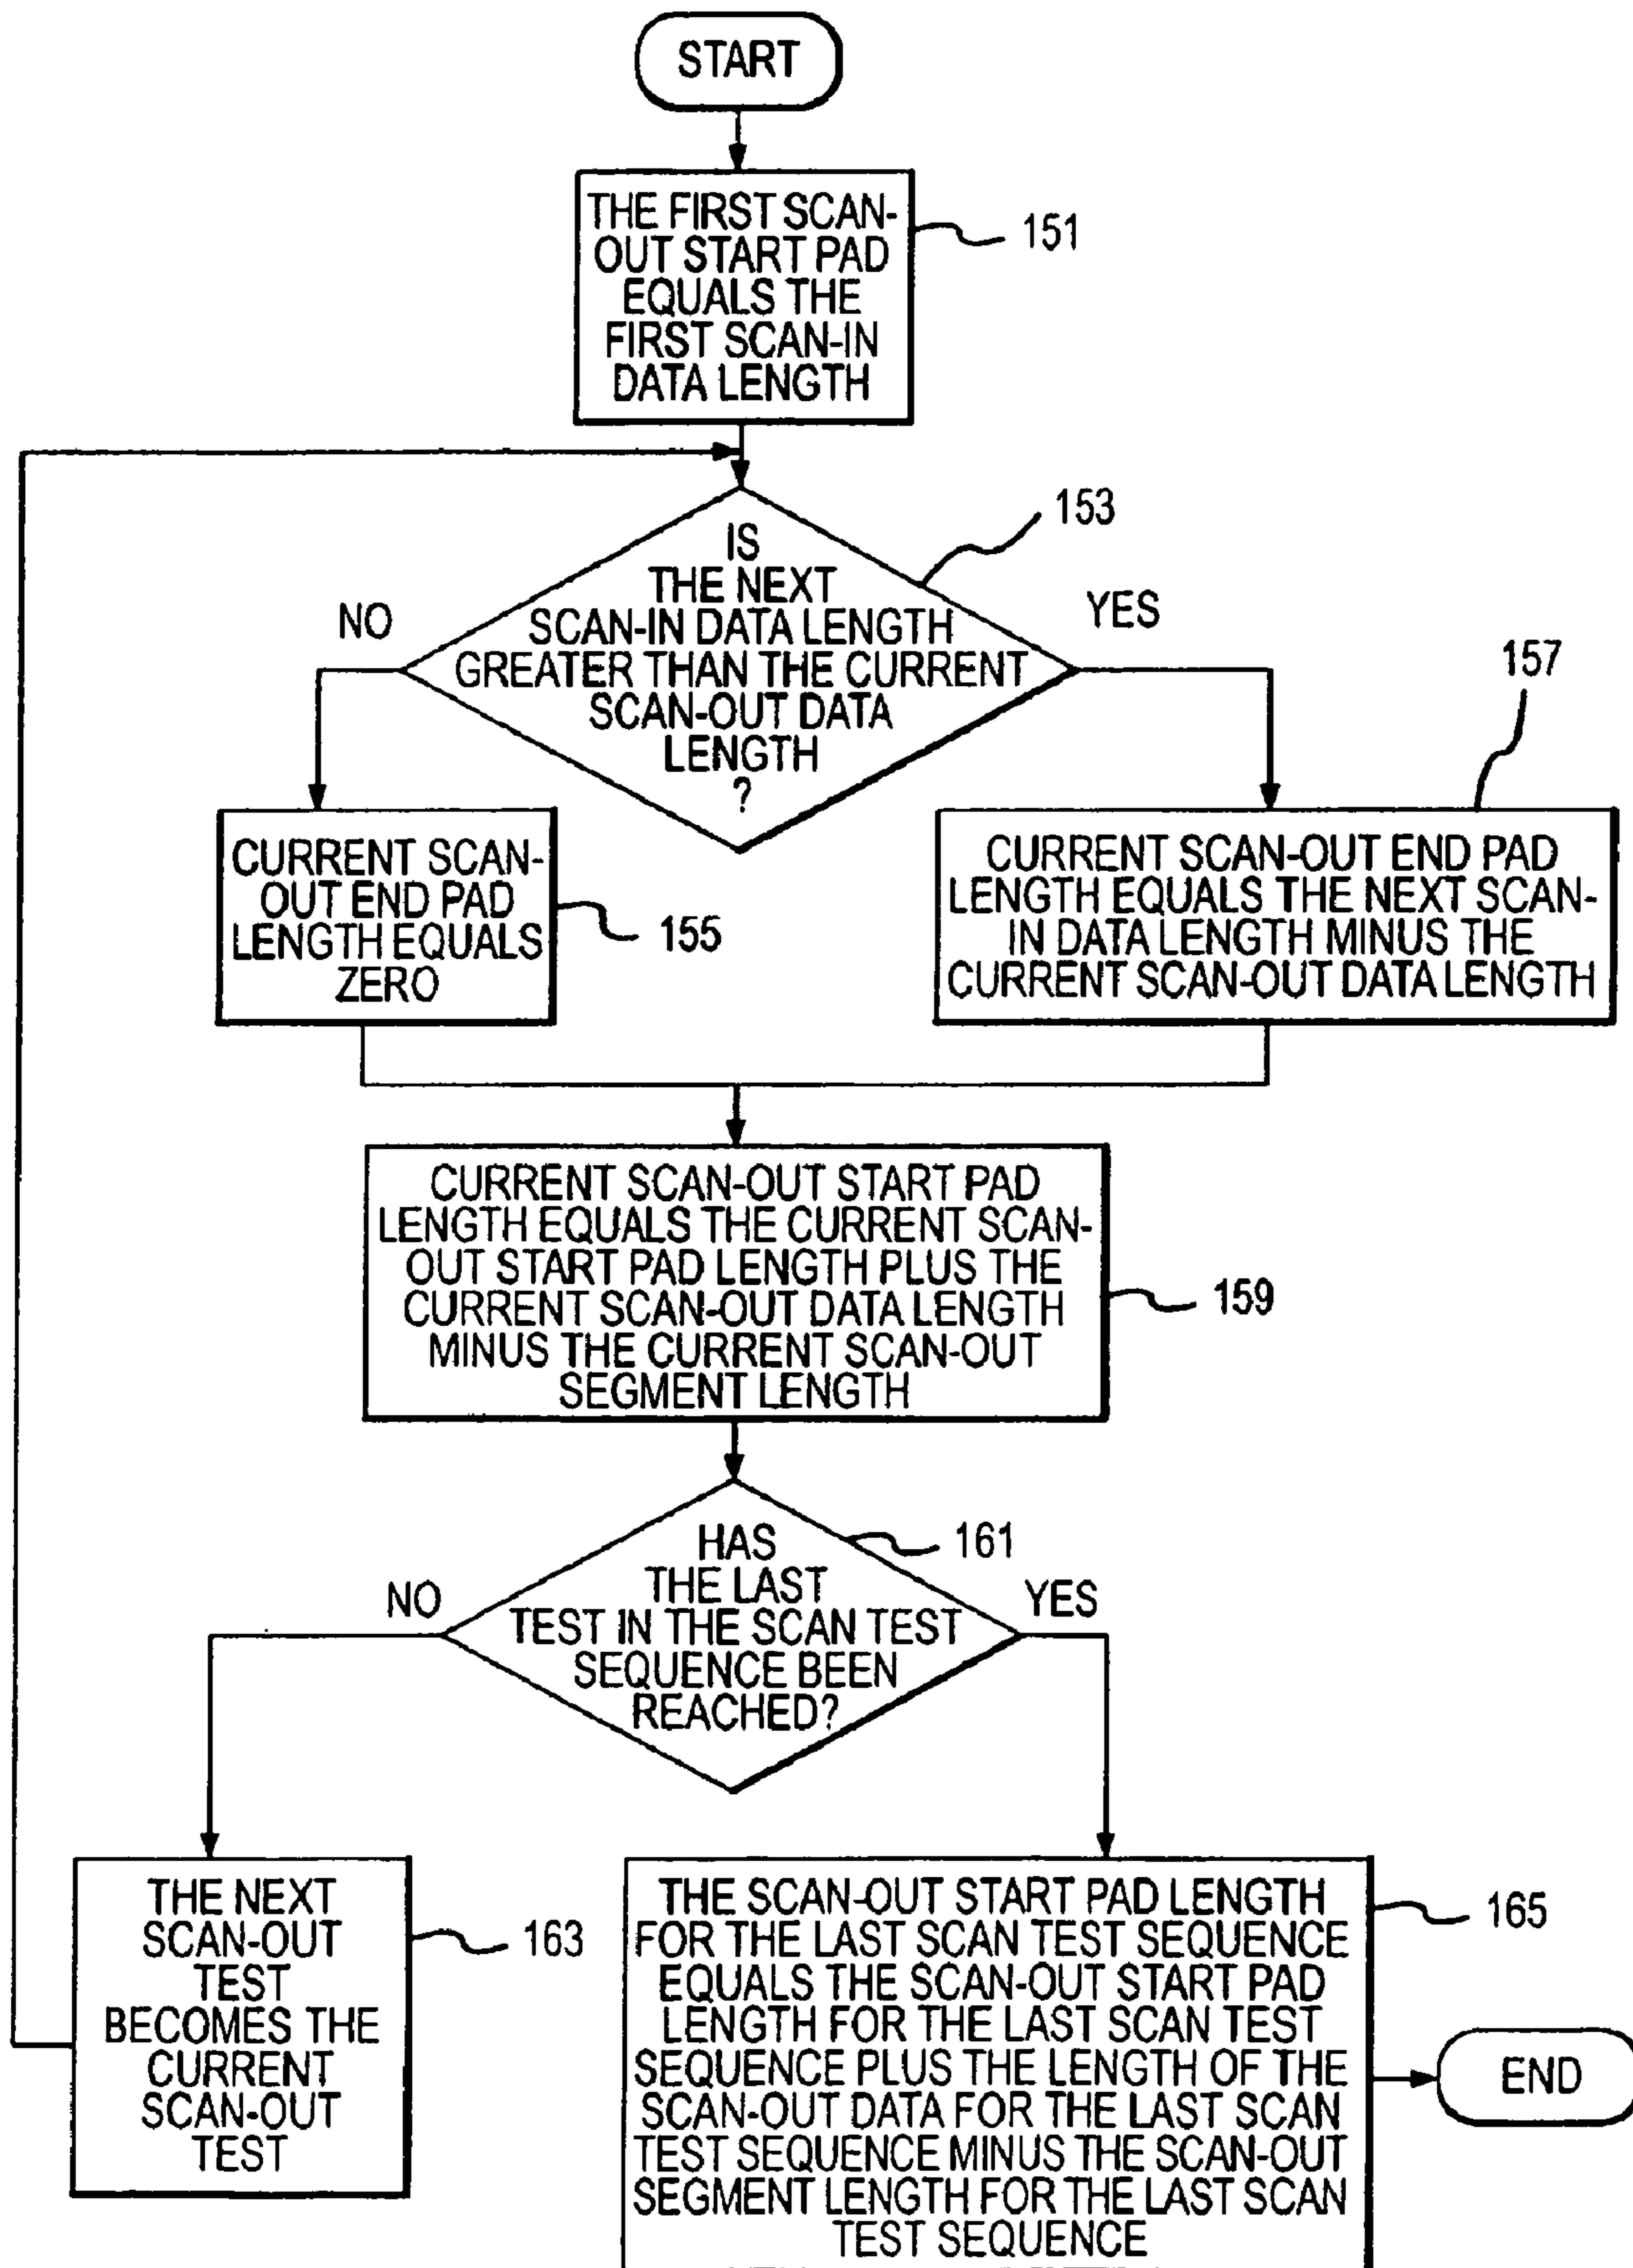 START
THE FIRST SCAN-
OUT START PAD
EQUALS THE
FIRST SCAN-IN
DATA LENGTH
151
IS
THE NEXT
SCAN-IN DATA LENGTH
GREATER THAN THE CURRENT
SCAN-OUT DATA
LENGTH
?
153
NO
YES
CURRENT SCAN-
OUT END PAD
LENGTH EQUALS
ZERO
155
CURRENT SCAN-OUT END PAD
LENGTH EQUALS THE NEXT SCAN-
IN DATA LENGTH MINUS THE
CURRENT SCAN-OUT DATA LENGTH
157
CURRENT SCAN-OUT START PAD
LENGTH EQUALS THE CURRENT SCAN-
OUT START PAD LENGTH PLUS THE
CURRENT SCAN-OUT DATA LENGTH
MINUS THE CURRENT SCAN-OUT
SEGMENT LENGTH
159
HAS
THE LAST
TEST IN THE SCAN TEST
SEQUENCE BEEN
REACHED?
161
NO
YES
THE NEXT
SCAN-OUT
TEST
BECOMES THE
CURRENT
SCAN-OUT
TEST
163
THE SCAN-OUT START PAD LENGTH
FOR THE LAST SCAN TEST SEQUENCE
EQUALS THE SCAN-OUT START PAD
LENGTH FOR THE LAST SCAN TEST
SEQUENCE PLUS THE LENGTH OF THE
SCAN-OUT DATA FOR THE LAST SCAN
TEST SEQUENCE MINUS THE SCAN-OUT
SEGMENT LENGTH FOR THE LAST SCAN
TEST SEQUENCE
165
END